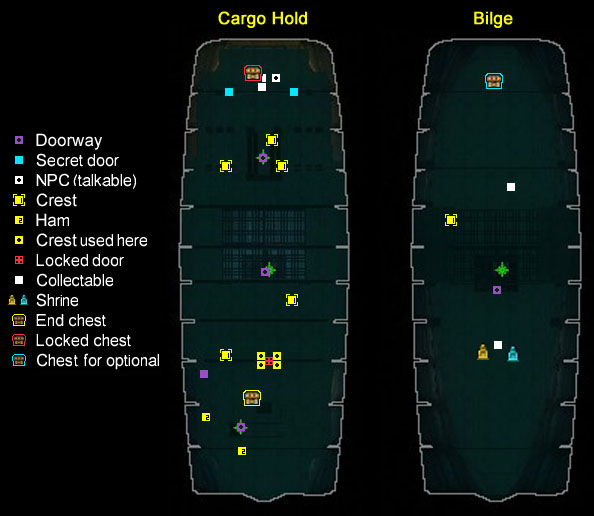 Cargo Hold
Bilge
Doorway
Secret door
NPC (talkable)
Crest
Ham
Crest used here
Locked door
Collectable
Shrine
End chest
Locked chest
Chest for optional